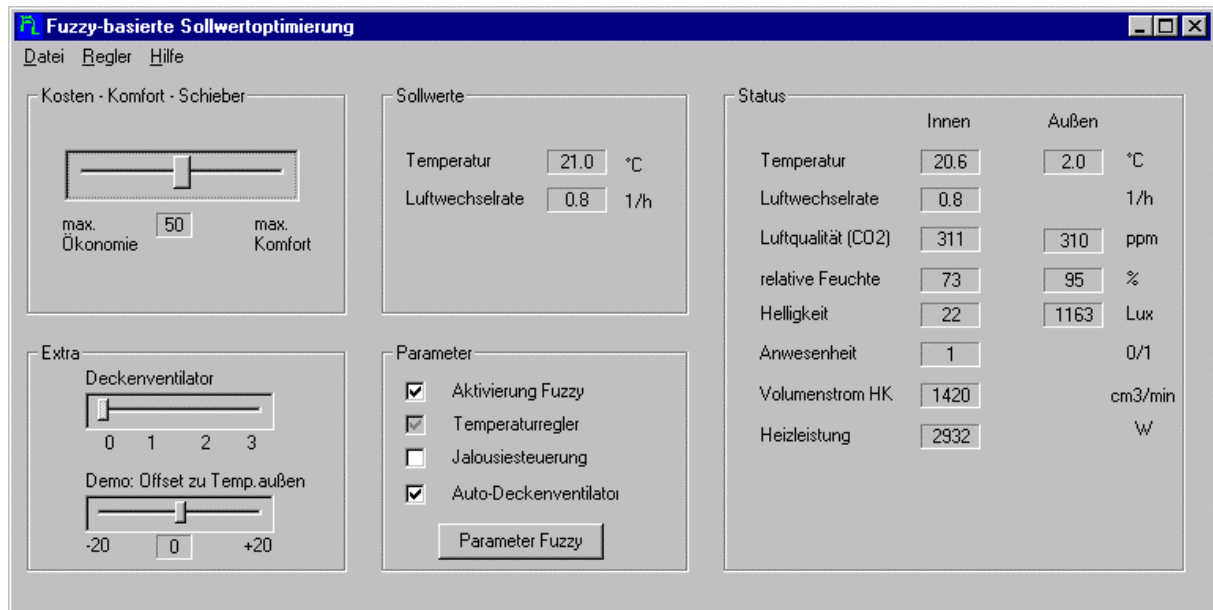 Fuzzy-basierte Sollwertoptimierung
Datei Regler Hilfe
Kosten - Komfort - Schieber
max. Ökonomie
50
max. Komfort
Sollwerte
Temperatur 21.0 °C
Luftwechselrate 0.8 1/h
Extra
Deckenventilator
0 1 2 3
Demo: Offset zu Temp.außen
-20 0 +20
Parameter
Aktivierung Fuzzy
Temperaturregler
Jalousiesteuerung
Auto-Deckenventilator
Parameter Fuzzy
Status
Innen Außen
Temperatur 20.6 2.0 °C
Luftwechselrate 0.8 1/h
Luftqualität (CO2) 311 310 ppm
relative Feuchte 73 95 %
Helligkeit 22 1163 Lux
Anwesenheit 1 0/1
Volumenstrom HK 1420 cm3/min
Heizleistung 2932 W